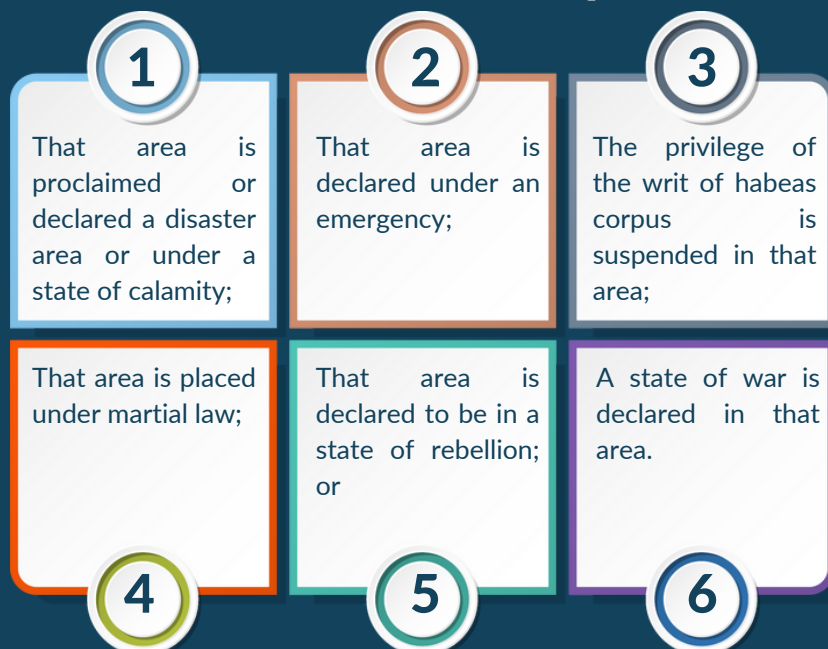 1
That area is
proclaimed or
declared a disaster
area or under a
state of calamity;
2
That area is
declared under an
emergency;
3
The privilege of
the writ of habeas
corpus is
suspended in that
area;
That area is placed
under martial law;
4
That area is
declared to be in a
state of rebellion;
or
5
A state of war is
declared in that
area.
6